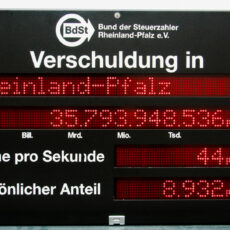 BdSt
Bund der Steuerzahler
Rheinland-Pfalz e.V.
Verschuldung in
einland-Pfalz
35.793.948.536
Bill. Mrd. Mio. Tsd.
me pro Sekunde
44
önlicher Anteil
8.932